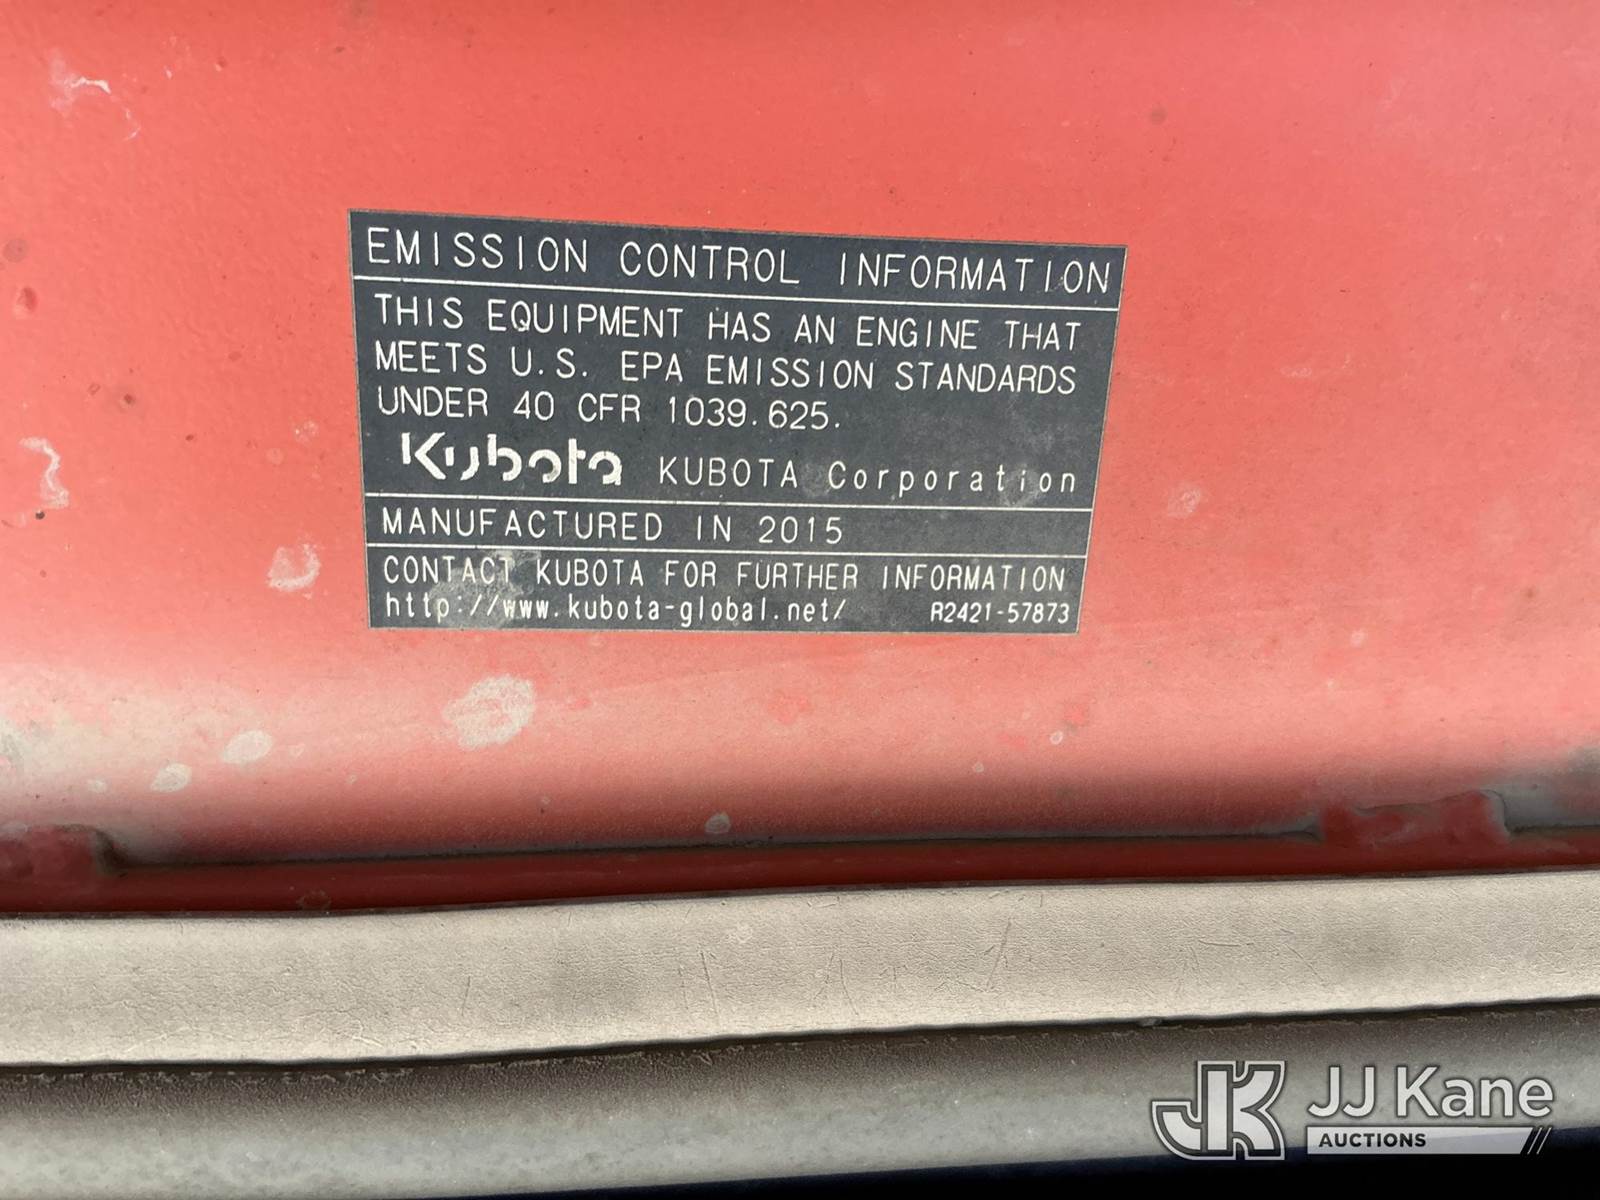 EMISSION CONTROL INFORMATION
THIS EQUIPMENT HAS AN ENGINE THAT
MEETS U.S. EPA EMISSION STANDARDS
UNDER 40 CFR 1039.625.
Kubota KUBOTA Corporation
MANUFACTURED IN 2015
CONTACT KUBOTA FOR FURTHER INFORMATION
http://www.kubota-global.net/ R2421-57873
JK JJ Kane
AUCTIONS